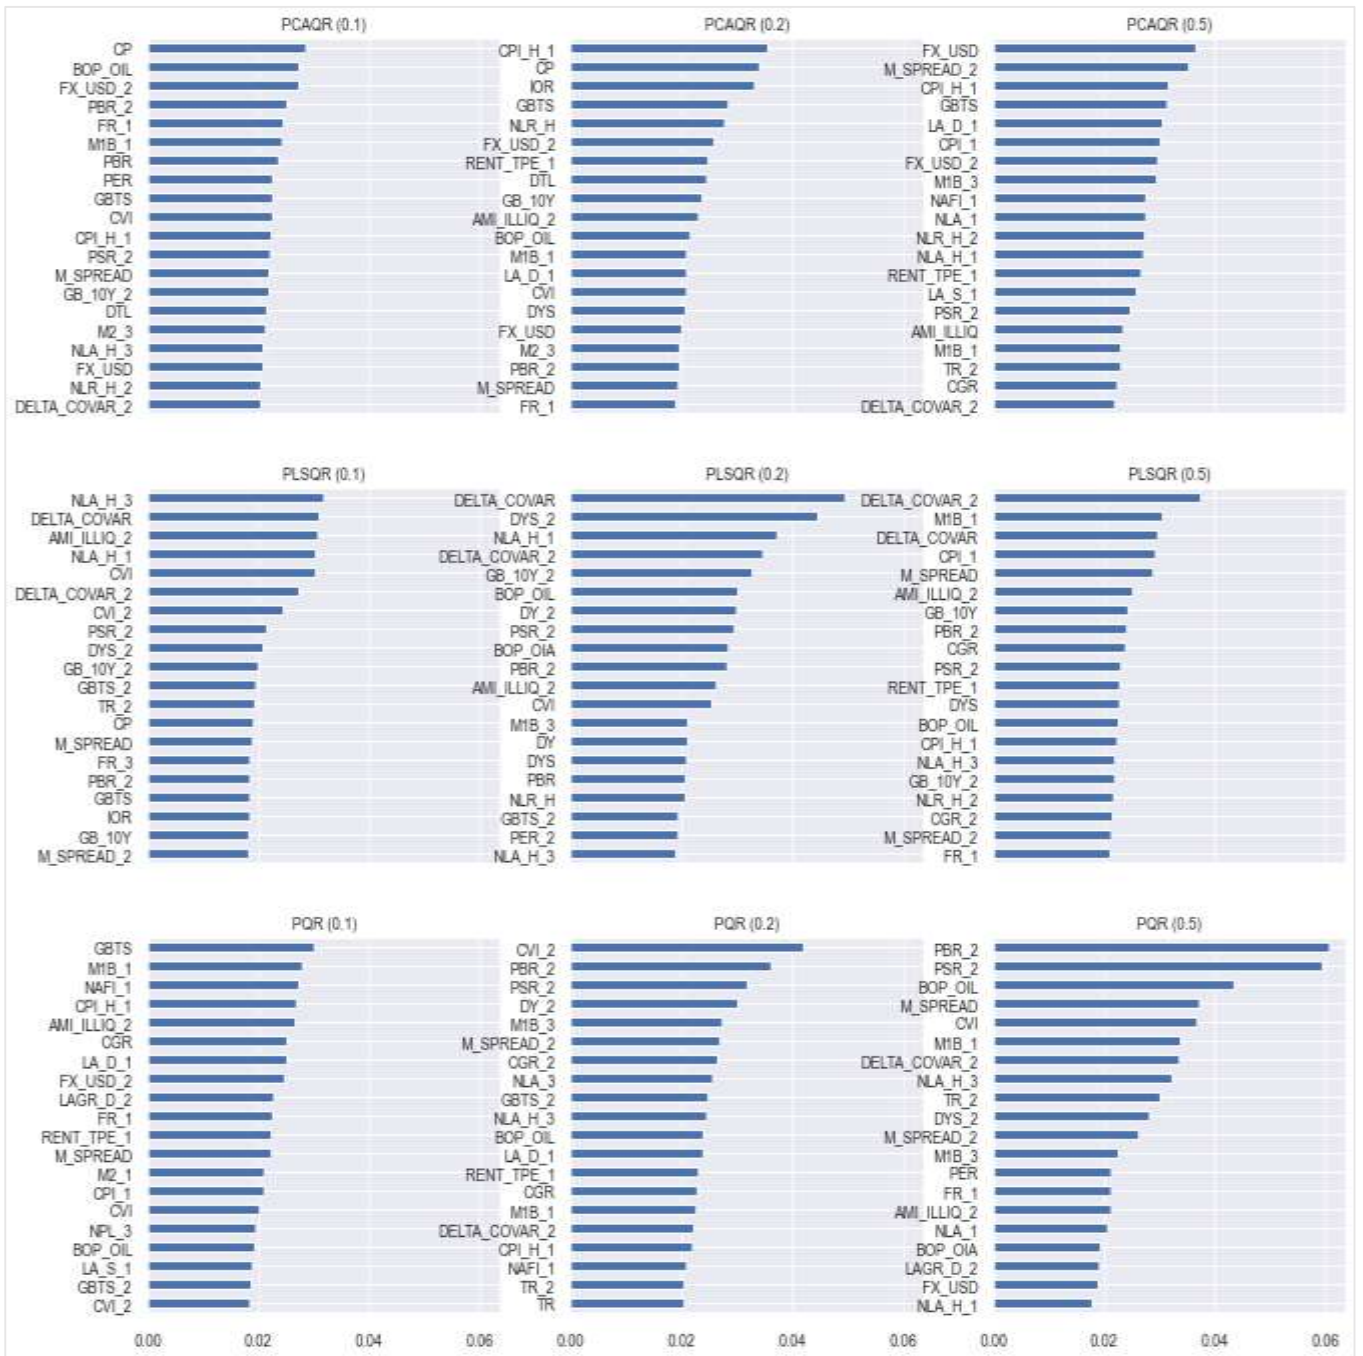 PCAQR (0.1)
CP
BOP_OIL
FX_USD_2
PBR_2
FR_1
M1B_1
PBR
PER
GBTS
CVI
CPI_H_1
PSR_2
M_SPREAD
GB_10Y_2
DTL
M2_3
NLA_H_3
FX_USD
NLR_H_2
DELTA_COVAR_2
PCAQR (0.2)
CPI_H_1
CP
IOR
GBTS
NLR_H
FX_USD_2
RENT_TPE_1
DTL
GB_10Y
AMI_ILLIQ_2
BOP_OIL
M1B_1
LA_D_1
CVI
DYS
FX_USD
M2_3
PBR_2
M_SPREAD
FR_1
PCAQR (0.5)
FX_USD
M_SPREAD_2
CPI_H_1
GBTS
LA_D_1
CPI_1
FX_USD_2
M1B_3
NAFI_1
NLA_1
NLR_H_2
NLA_H_1
RENT_TPE_1
LA_S_1
PSR_2
AMI_ILLIQ
M1B_1
TR_2
CGR
DELTA_COVAR_2
PLSQR (0.1)
NLA_H_3
DELTA_COVAR
AMI_ILLIQ_2
NLA_H_1
CVI
DELTA_COVAR_2
CVI_2
PSR_2
DYS_2
GB_10Y_2
GBTS_2
TR_2
CP
M_SPREAD
FR_3
PBR_2
GBTS
IOR
GB_10Y
M_SPREAD_2
PLSQR (0.2)
DELTA_COVAR
DYS_2
NLA_H_1
DELTA_COVAR_2
GB_10Y_2
BOP_OIL
DY_2
PSR_2
BOP_OIA
PBR_2
AMI_ILLIQ_2
CVI
M1B_3
DY
DYS
PBR
NLR_H
GBTS_2
PER_2
NLA_H_3
PLSQR (0.5)
DELTA_COVAR_2
M1B_1
DELTA_COVAR
CPI_1
M_SPREAD
AMI_ILLIQ_2
GB_10Y
PBR_2
CGR
PSR_2
RENT_TPE_1
DYS
BOP_OIL
CPI_H_1
NLA_H_3
GB_10Y_2
NLR_H_2
CGR_2
M_SPREAD_2
FR_1
PQR (0.1)
GBTS
M1B_1
NAFI_1
CPI_H_1
AMI_ILLIQ_2
CGR
LA_D_1
FX_USD_2
LAGR_D_2
FR_1
RENT_TPE_1
M_SPREAD
M2_1
CPI_1
CVI
NPL_3
BOP_OIL
LA_S_1
GBTS_2
CVI_2
0.00 0.02 0.04 0.06
PQR (0.2)
CVI_2
PBR_2
PSR_2
DY_2
M1B_3
M_SPREAD_2
CGR_2
NLA_3
GBTS_2
NLA_H_3
BOP_OIL
LA_D_1
RENT_TPE_1
CGR
M1B_1
DELTA_COVAR_2
CPI_H_1
NAFI_1
TR_2
TR
0.00 0.02 0.04 0.06
PQR (0.5)
PBR_2
PSR_2
BOP_OIL
M_SPREAD
CVI
M1B_1
DELTA_COVAR_2
NLA_H_3
TR_2
DYS_2
M_SPREAD_2
M1B_3
PER
FR_1
AMI_ILLIQ_2
NLA_1
BOP_OIA
LAGR_D_2
FX_USD
NLA_H_1
0.00 0.02 0.04 0.06